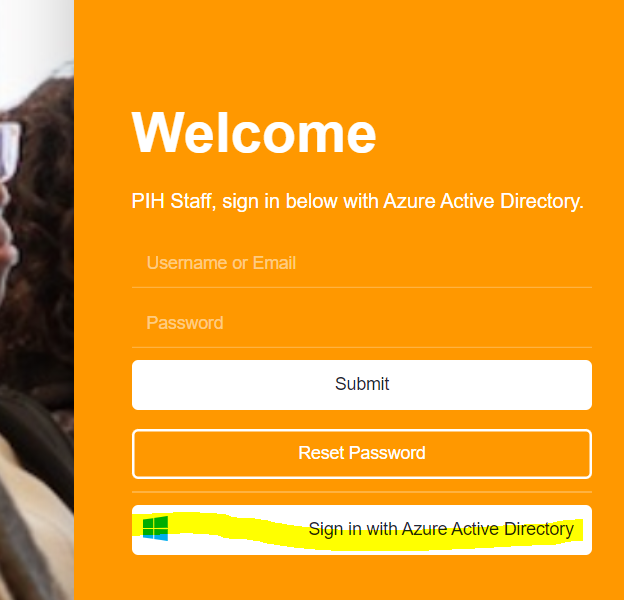 Welcome
PIH Staff, sign in below with Azure Active Directory.
Username or Email
Password
Submit
Reset Password
Sign in with Azure Active Directory